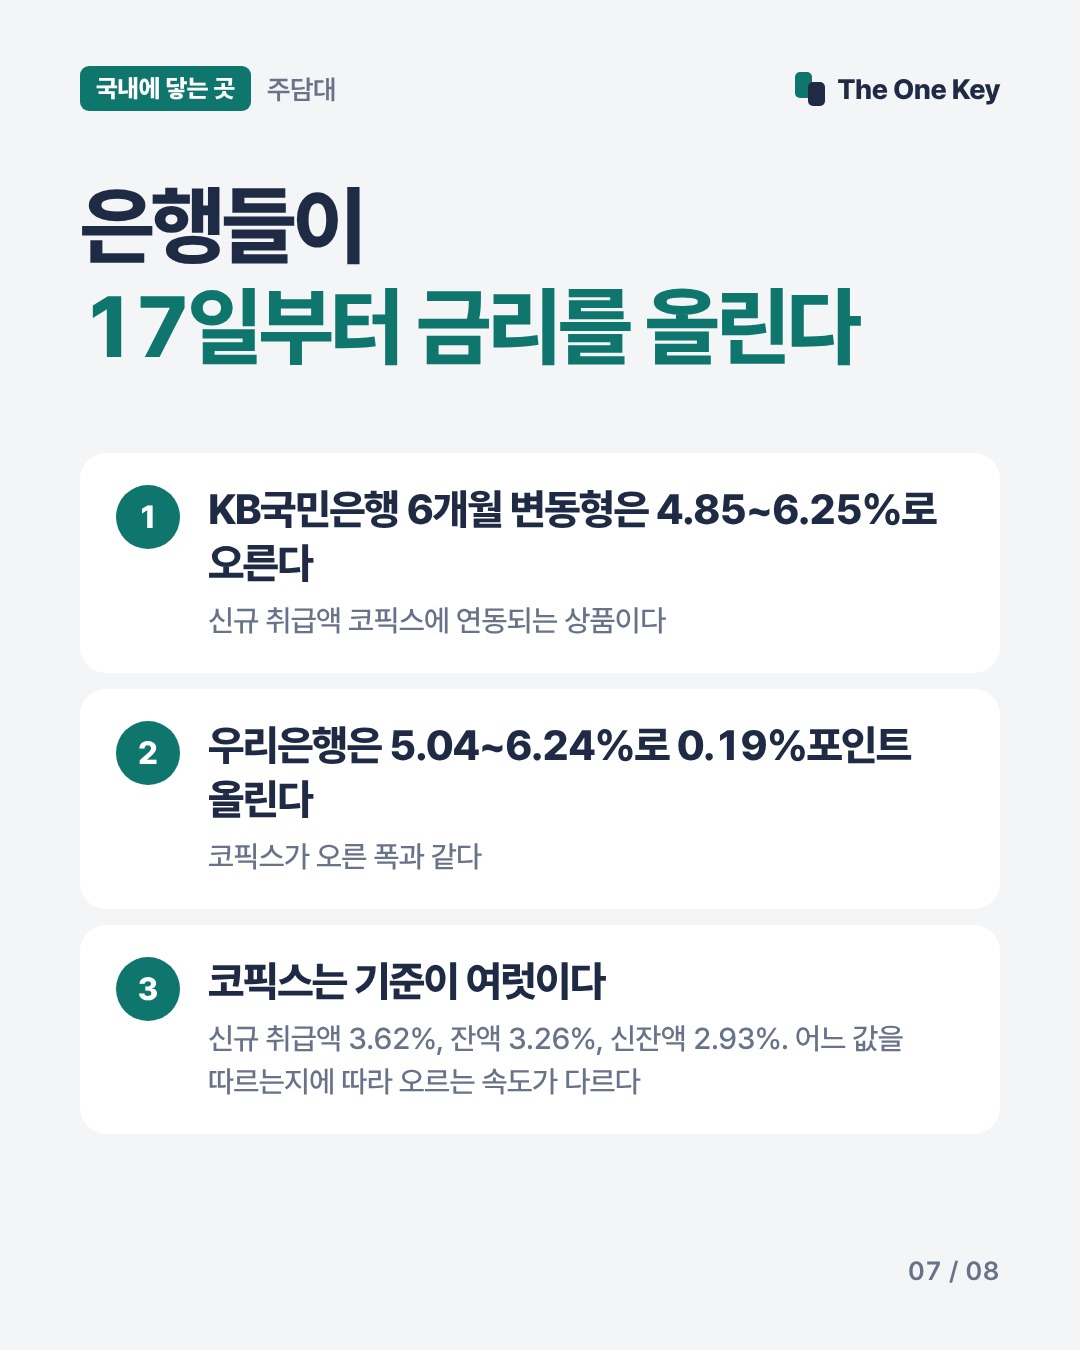 국내에 닿는 곳 주담대
The One Key
은행들이
17일부터 금리를 올린다
1
KB국민은행 6개월 변동형은 4.85~6.25%로
오른다
신규 취급액 코픽스에 연동되는 상품이다
2
우리은행은 5.04~6.24%로 0.19%포인트
올린다
코픽스가 오른 폭과 같다
3
코픽스는 기준이 여럿이다
신규 취급액 3.62%, 잔액 3.26%, 신잔액 2.93%. 어느 값을
따르는지에 따라 오르는 속도가 다르다
07 / 08